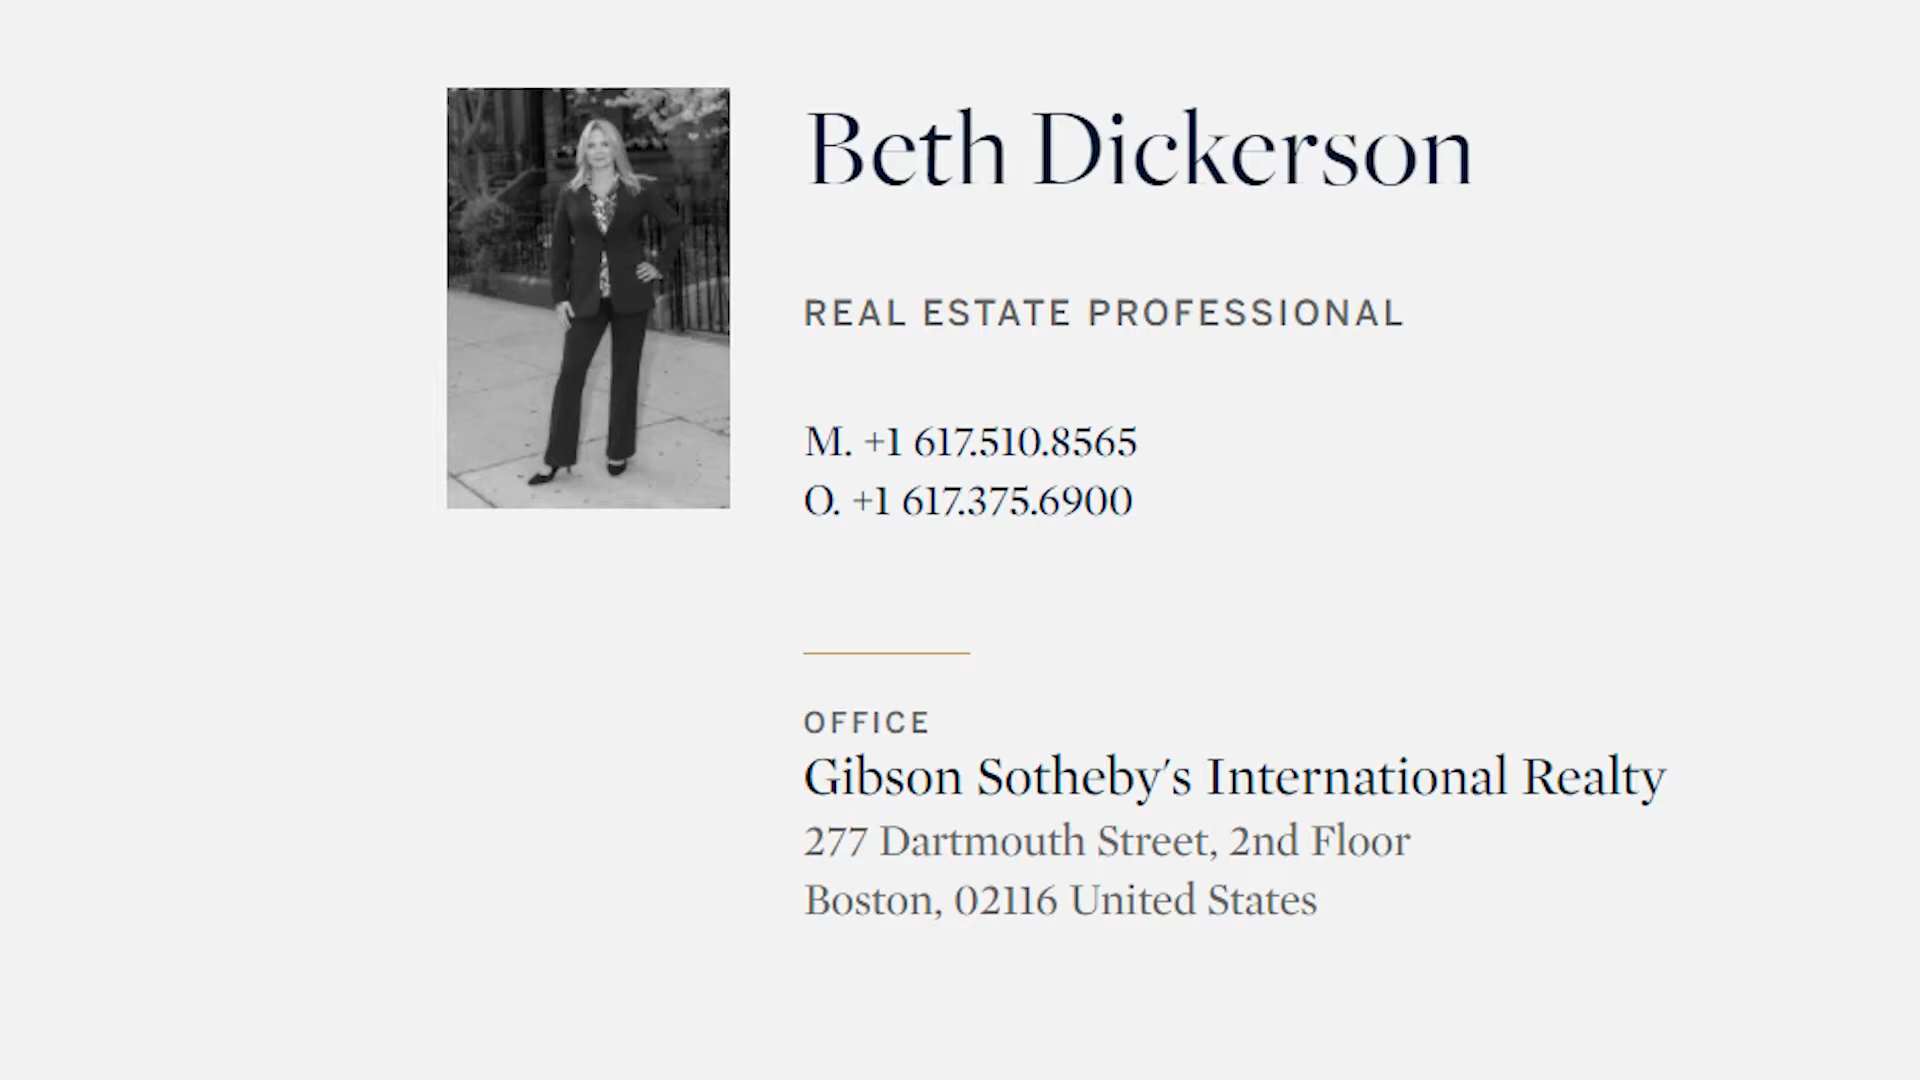 Beth Dickerson
REAL ESTATE PROFESSIONAL
M. +1 617.510.8565
O. +1 617.375.6900
OFFICE
Gibson Sotheby's International Realty
277 Dartmouth Street, 2nd Floor
Boston, 02116 United States